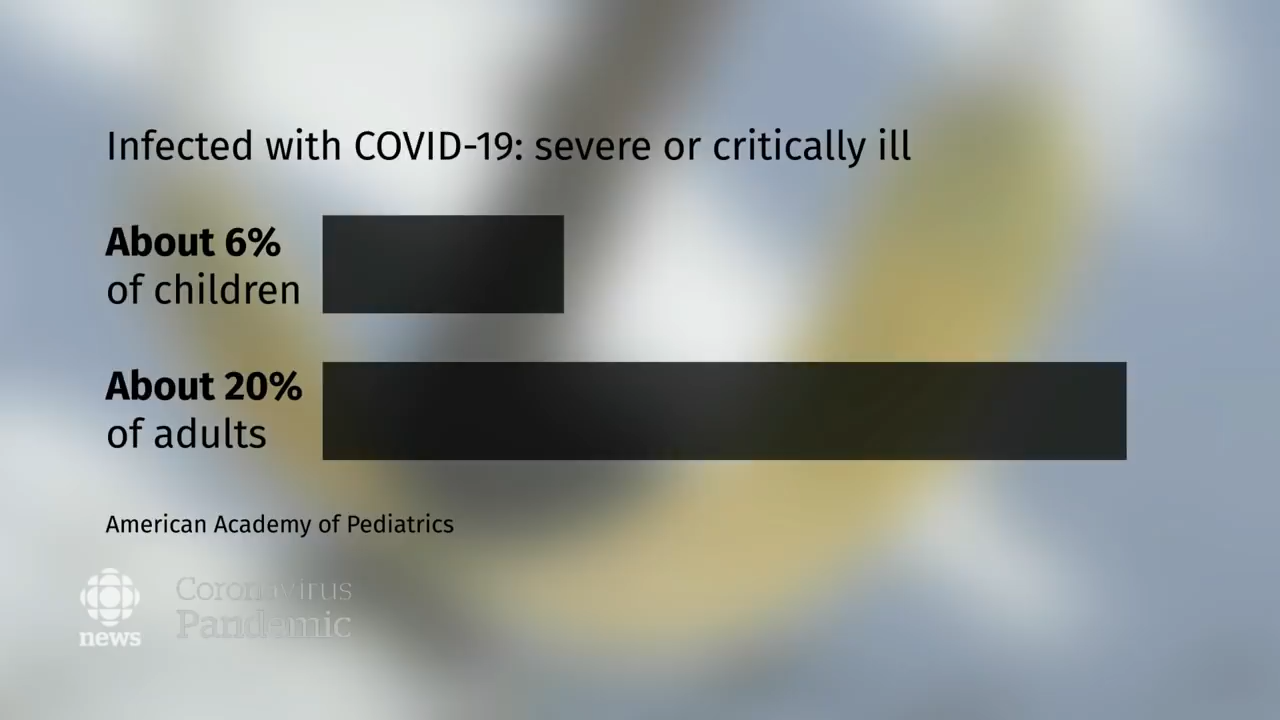 Infected with COVID-19: severe or critically ill
About 6%
of children
About 20%
of adults
American Academy of Pediatrics
news
Coronavirus
Pandemic